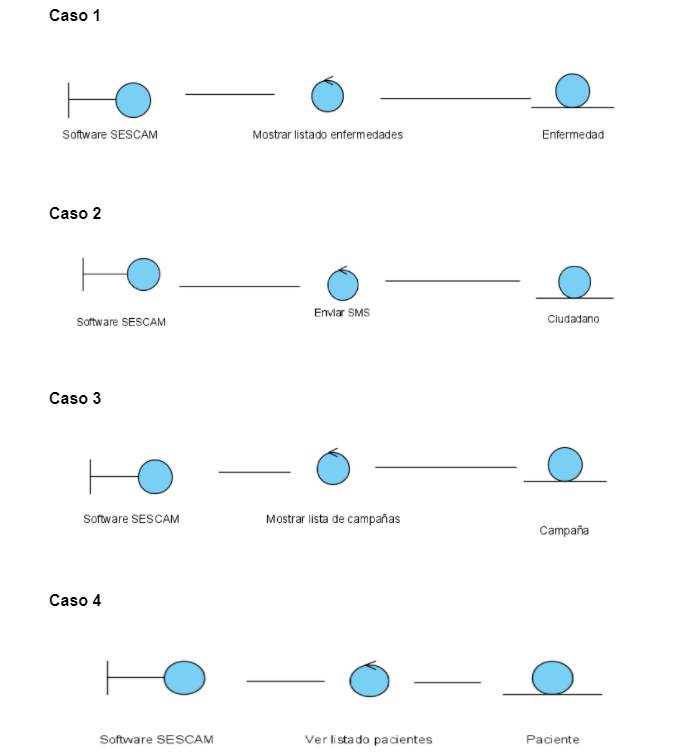 Caso 1
Software SESCAM
Mostrar listado enfermedades
Enfermedad
Caso 2
Software SESCAM
Enviar SMS
Ciudadano
Caso 3
Software SESCAM
Mostrar lista de campañas
Campaña
Caso 4
Software SESCAM
Ver listado pacientes
Paciente